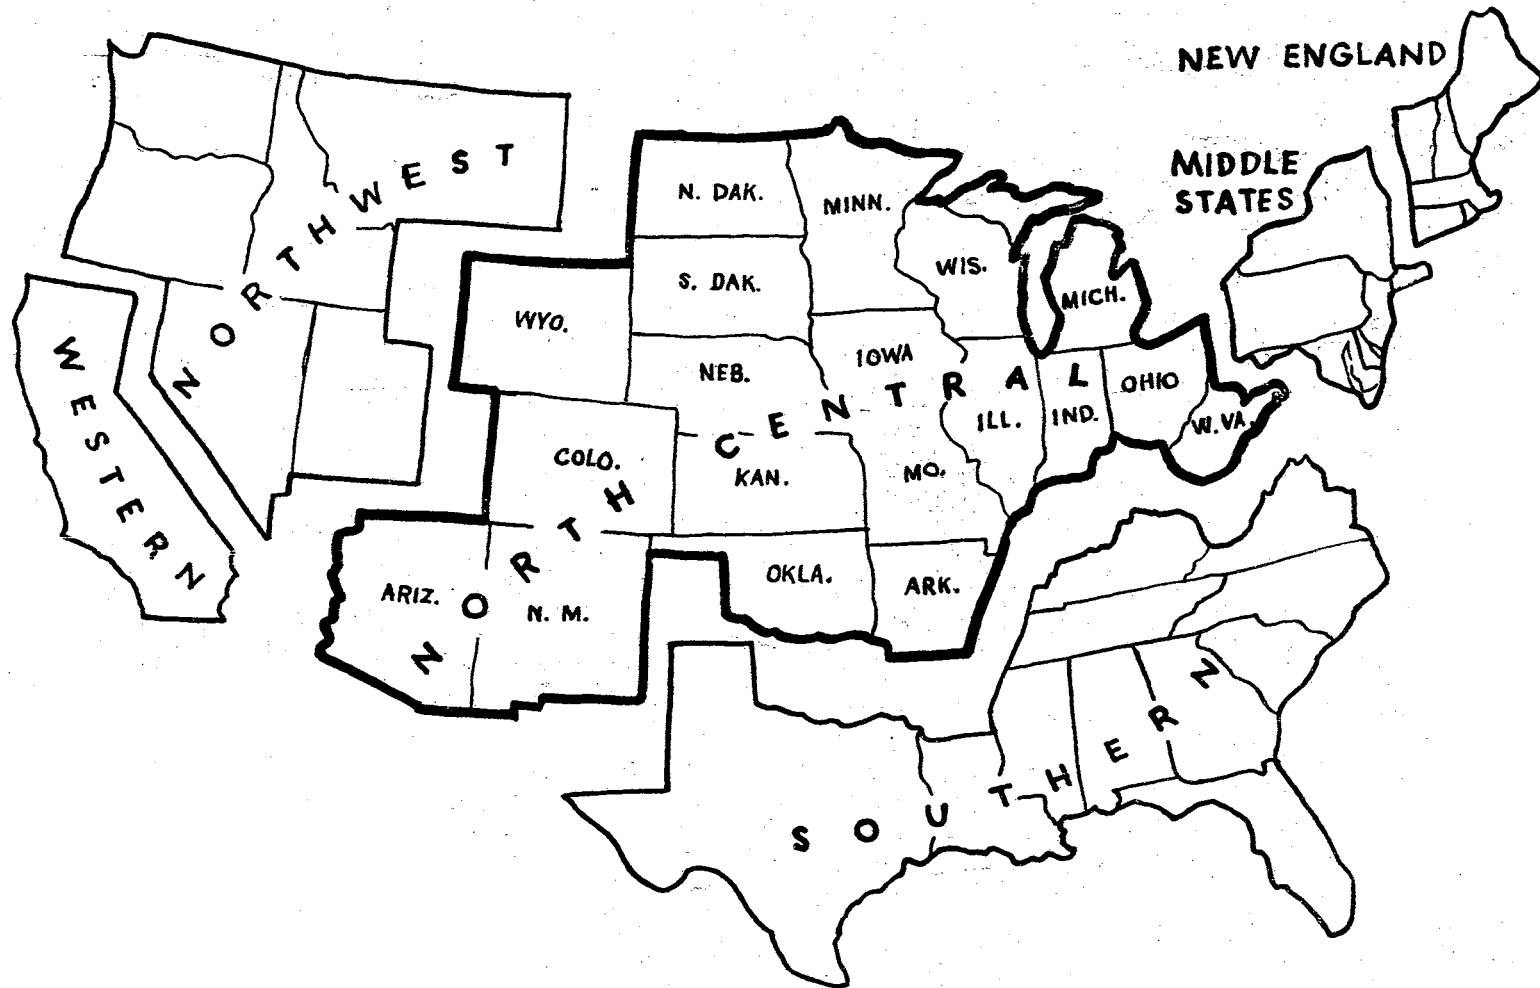 NEW ENGLAND
MIDDLE
STATES
NORTHWEST
WESTERN
NORTH CENTRAL
SOUTHERN
N. DAK.
MINN.
S. DAK.
WIS.
MICH.
WYO.
NEB.
IOWA
ILL.
IND.
OHIO
W.VA.
COLO.
KAN.
MO.
ARIZ.
N. M.
OKLA.
ARK.